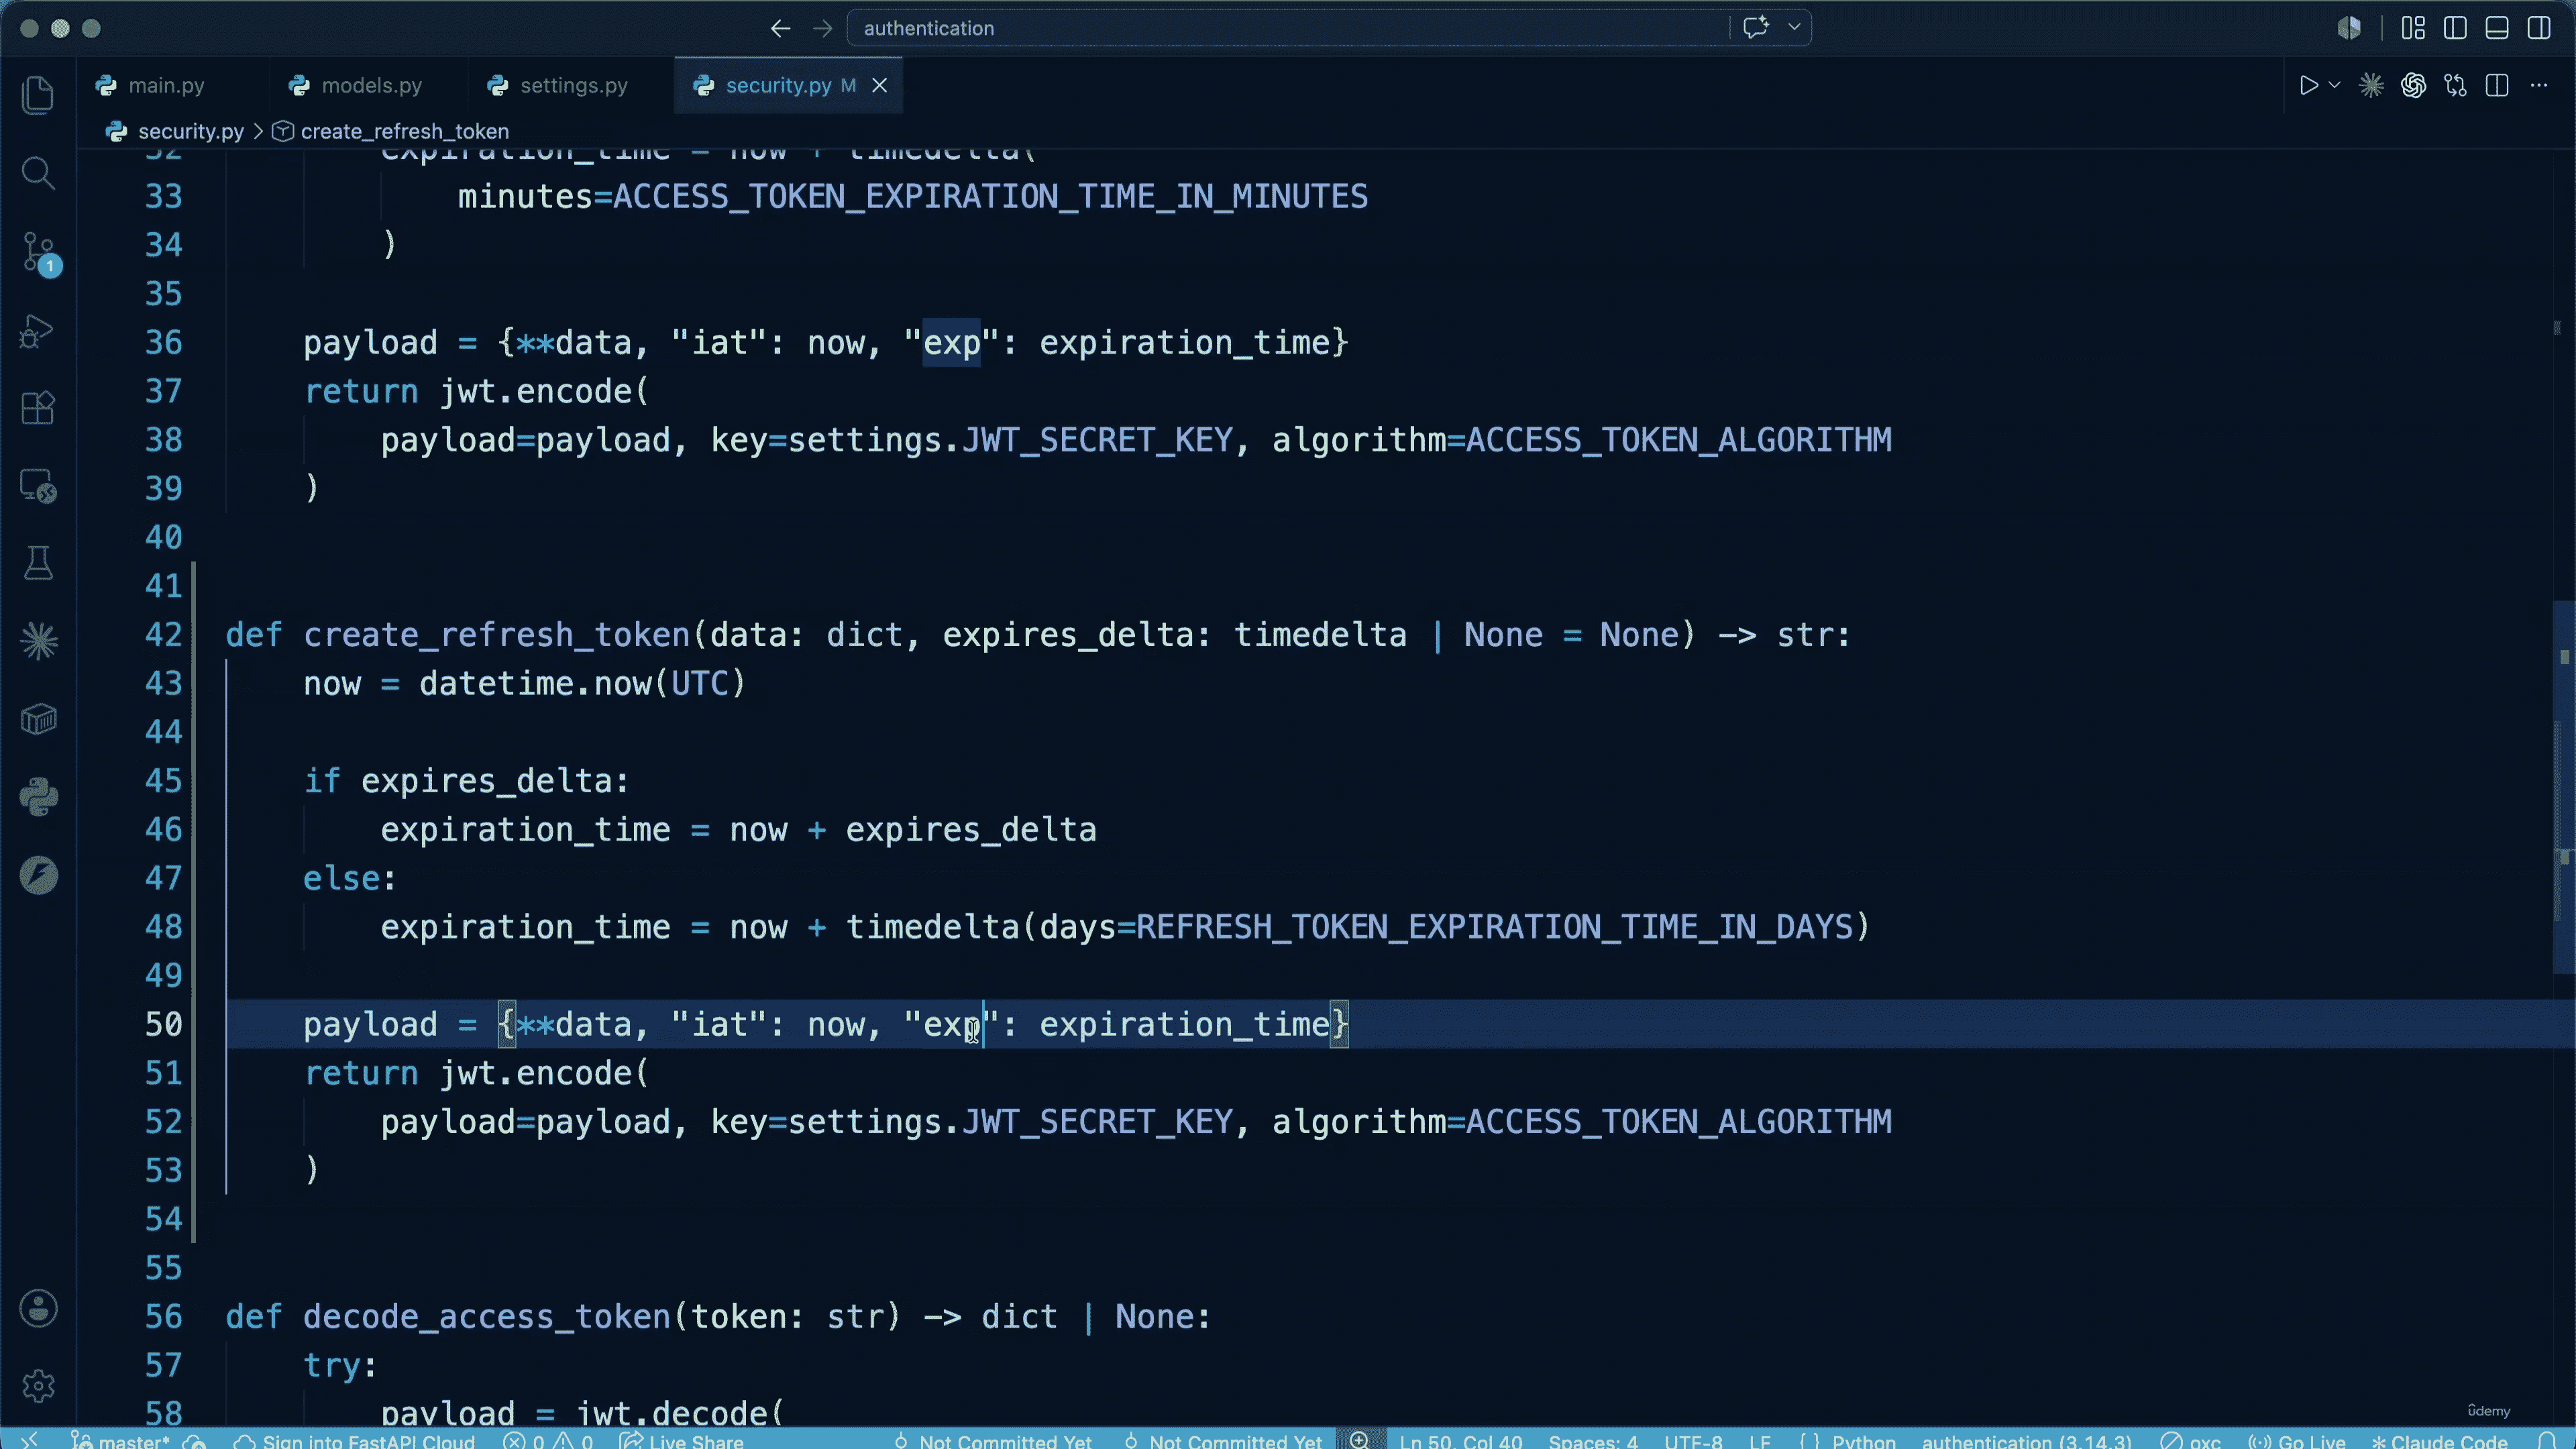 authentication
main.py
models.py
settings.py
security.py M
security.py > create_refresh_token
32 expiration_time = now + timedelta(
33 minutes=ACCESS_TOKEN_EXPIRATION_TIME_IN_MINUTES
34 )
35
36 payload = {**data, "iat": now, "exp": expiration_time}
37 return jwt.encode(
38 payload=payload, key=settings.JWT_SECRET_KEY, algorithm=ACCESS_TOKEN_ALGORITHM
39 )
40
41
42 def create_refresh_token(data: dict, expires_delta: timedelta | None = None) -> str:
43 now = datetime.now(UTC)
44
45 if expires_delta:
46 expiration_time = now + expires_delta
47 else:
48 expiration_time = now + timedelta(days=REFRESH_TOKEN_EXPIRATION_TIME_IN_DAYS)
49
50 payload = {**data, "iat": now, "exp": expiration_time}
51 return jwt.encode(
52 payload=payload, key=settings.JWT_SECRET_KEY, algorithm=ACCESS_TOKEN_ALGORITHM
53 )
54
55
56 def decode_access_token(token: str) -> dict | None:
57 try:
58 payload = jwt.decode(
1
ûdemy
master* Sign into FastAPI Cloud 0 0 Live Share Not Committed Yet Not Committed Yet Ln 50, Col 40 Spaces: 4 UTF-8 LF { } Python authentication (3.14.3) oxc Go Live Claude Code